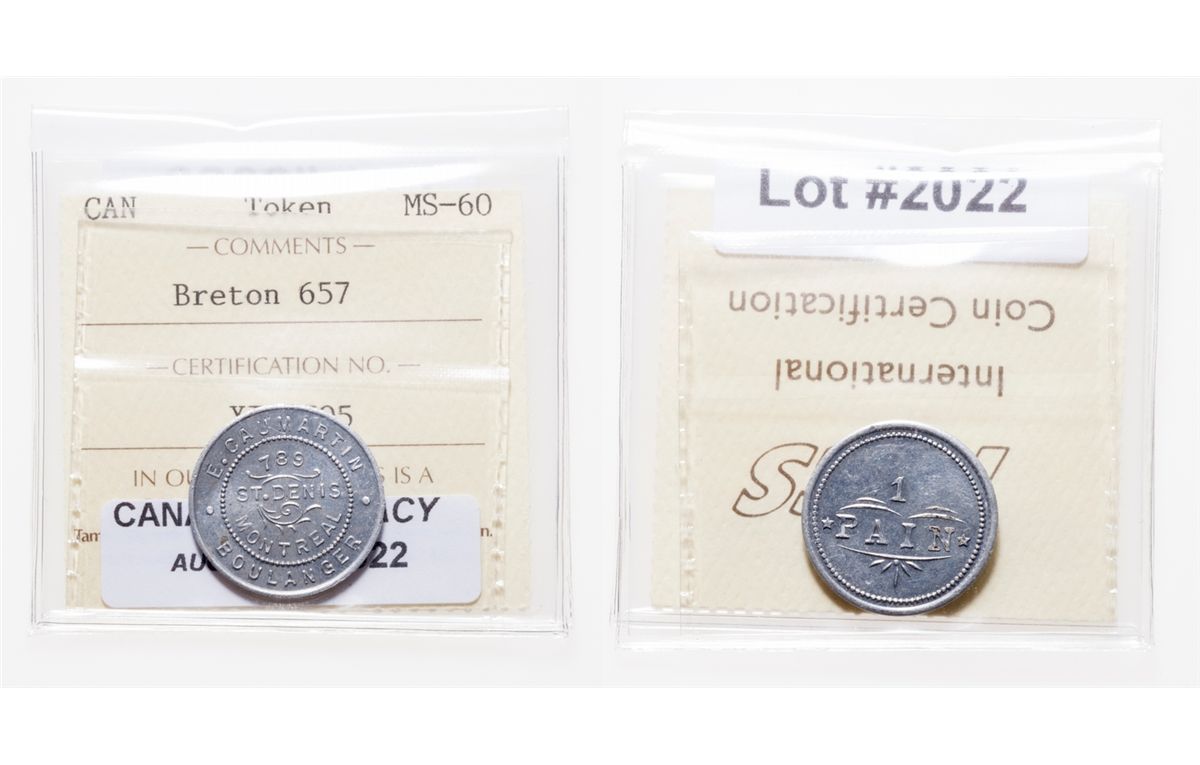 CAN Token MS-60
— COMMENTS —
Breton 657
— CERTIFICATION NO. —
IN OU S IS A
CANA ACY
AU 22
Tam n.
E. CAUMARTIN
789
ST. DENIS
MONTREAL
BOULANGER
Lot #2022
Coin Certification
International
1
PAIN